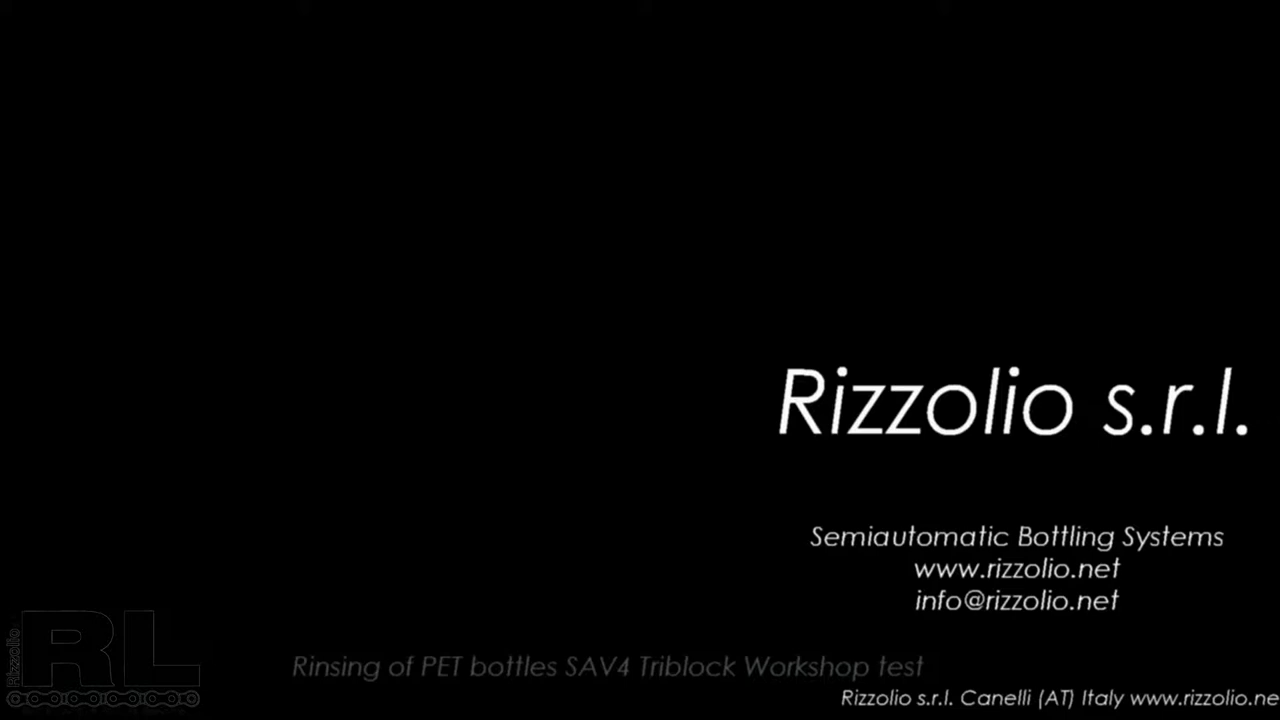 Rizzolio s.r.l.
Semiautomatic Bottling Systems
www.rizzolio.net
info@rizzolio.net
Rizzolio
RL
Rinsing of PET bottles SAV4 Triblock Workshop test
Rizzolio s.r.l. Canelli (AT) Italy www.rizzolio.ne